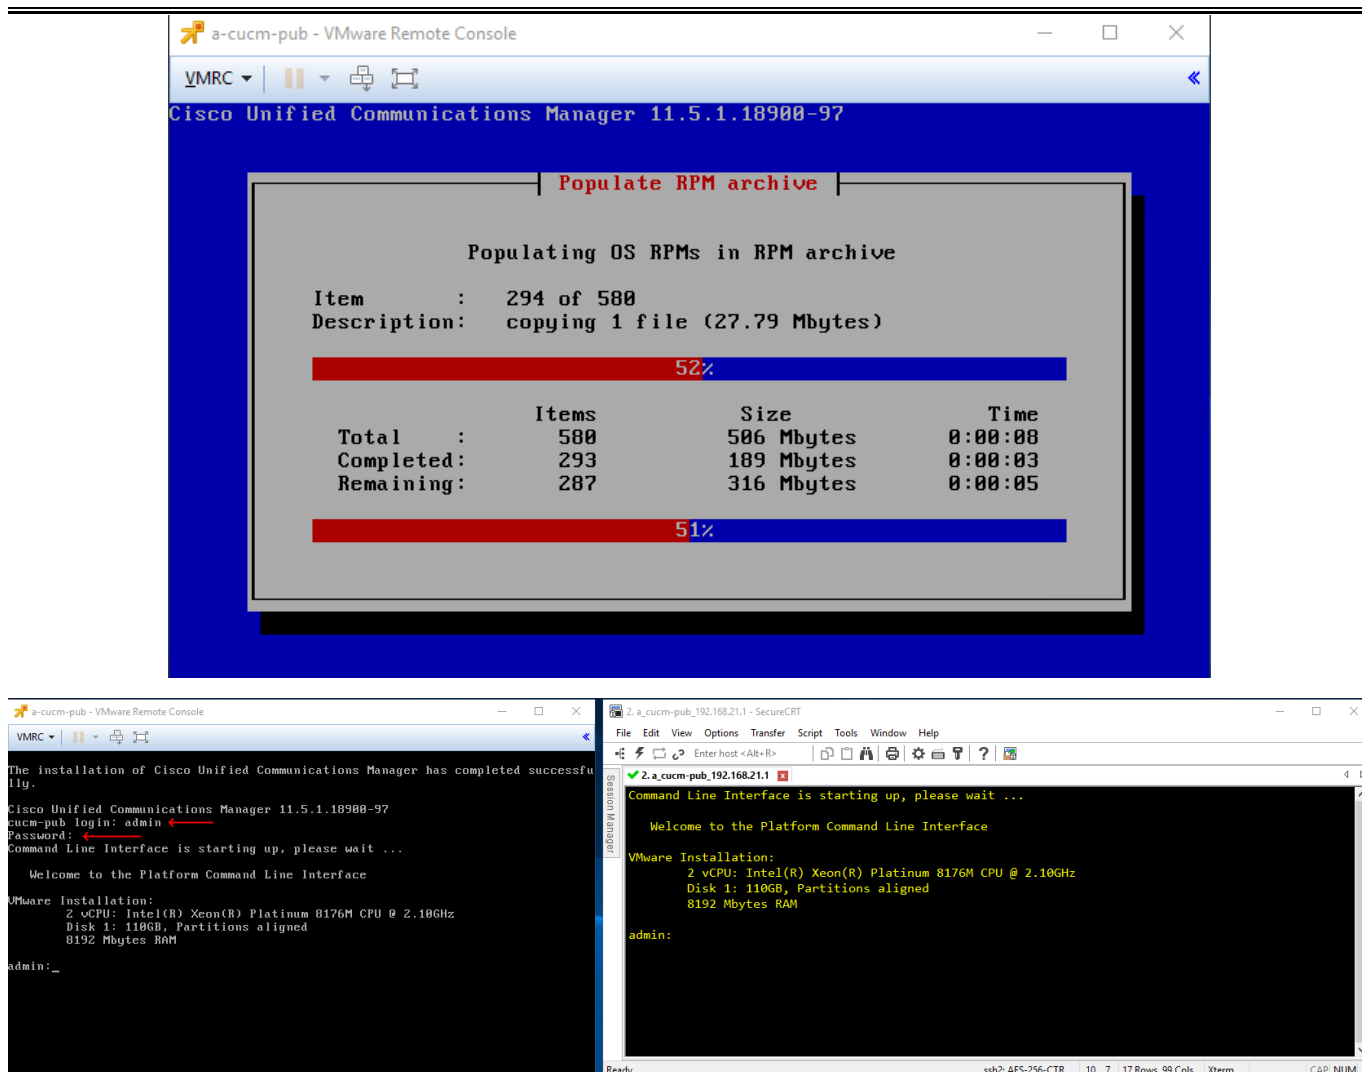 a-cucm-pub - VMware Remote Console
VMRC
Cisco Unified Communications Manager 11.5.1.18900-97
Populate RPM archive
Populating OS RPMs in RPM archive
Item : 294 of 580
Description: copying 1 file (27.79 Mbytes)
52%
Items Size Time
Total : 580 506 Mbytes 0:00:08
Completed: 293 189 Mbytes 0:00:03
Remaining: 287 316 Mbytes 0:00:05
51%
a-cucm-pub - VMware Remote Console
VMRC
The installation of Cisco Unified Communications Manager has completed successfu
lly.
Cisco Unified Communications Manager 11.5.1.18900-97
cucm-pub login: admin
Password:
Command Line Interface is starting up, please wait ...
Welcome to the Platform Command Line Interface
VMware Installation:
2 vCPU: Intel(R) Xeon(R) Platinum 8176M CPU @ 2.10GHz
Disk 1: 110GB, Partitions aligned
8192 Mbytes RAM
admin:_
2. a_cucm-pub_192.168.21.1 - SecureCRT
File Edit View Options Transfer Script Tools Window Help
Enter host <Alt+R>
2. a_cucm-pub_192.168.21.1
Session Manager
Command Line Interface is starting up, please wait ...
Welcome to the Platform Command Line Interface
VMware Installation:
2 vCPU: Intel(R) Xeon(R) Platinum 8176M CPU @ 2.10GHz
Disk 1: 110GB, Partitions aligned
8192 Mbytes RAM
admin:
Ready ssh2: AES-256-CTR 10, 7 17 Rows, 99 Cols Xterm CAP NUM